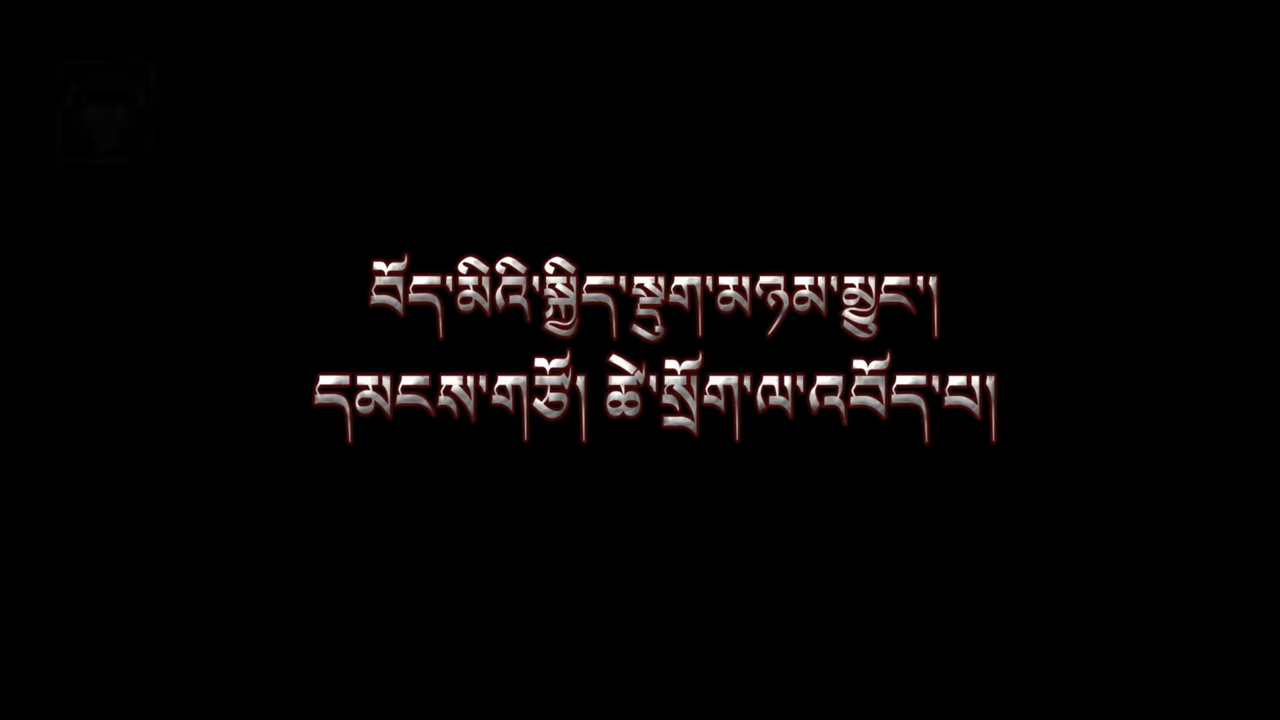 བོད་མིའི་སྐྱིད་སྡུག་མཉམ་མྱུང་།
དམངས་གཙོ། ཚེ་སྲོག་ལ་འབོད་པ།